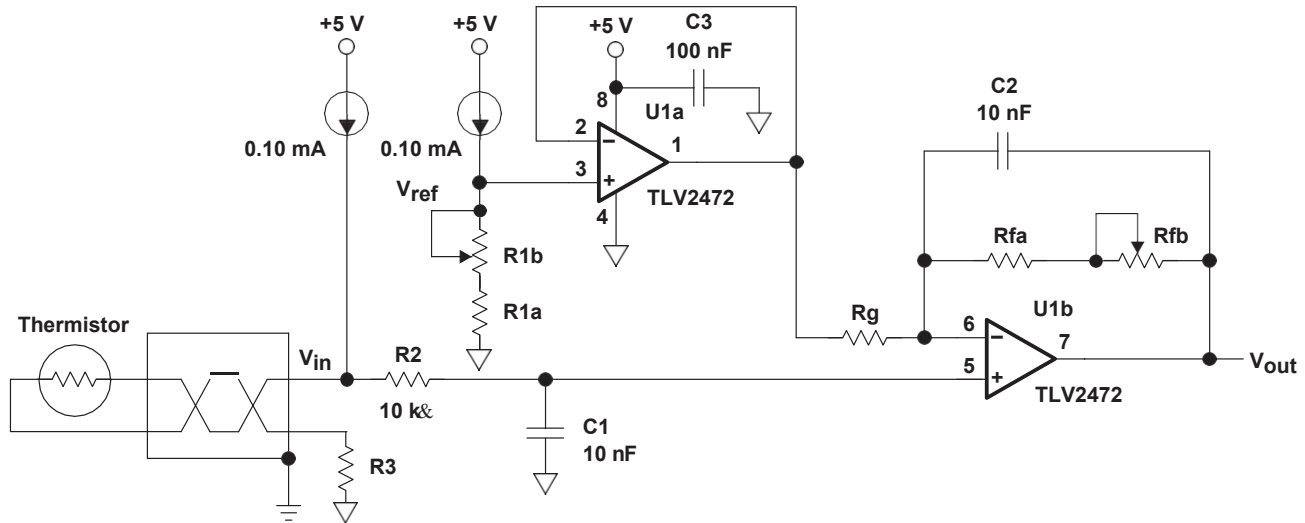 +5 V
+5 V
+5 V
C3
100 nF
8
U1a
2
1
3
4
TLV2472
0.10 mA
0.10 mA
Vref
R1b
R1a
C2
10 nF
Rfa
Rfb
Rg
U1b
6
7
5
TLV2472
Vout
Thermistor
Vin
R2
10 k&
C1
10 nF
R3